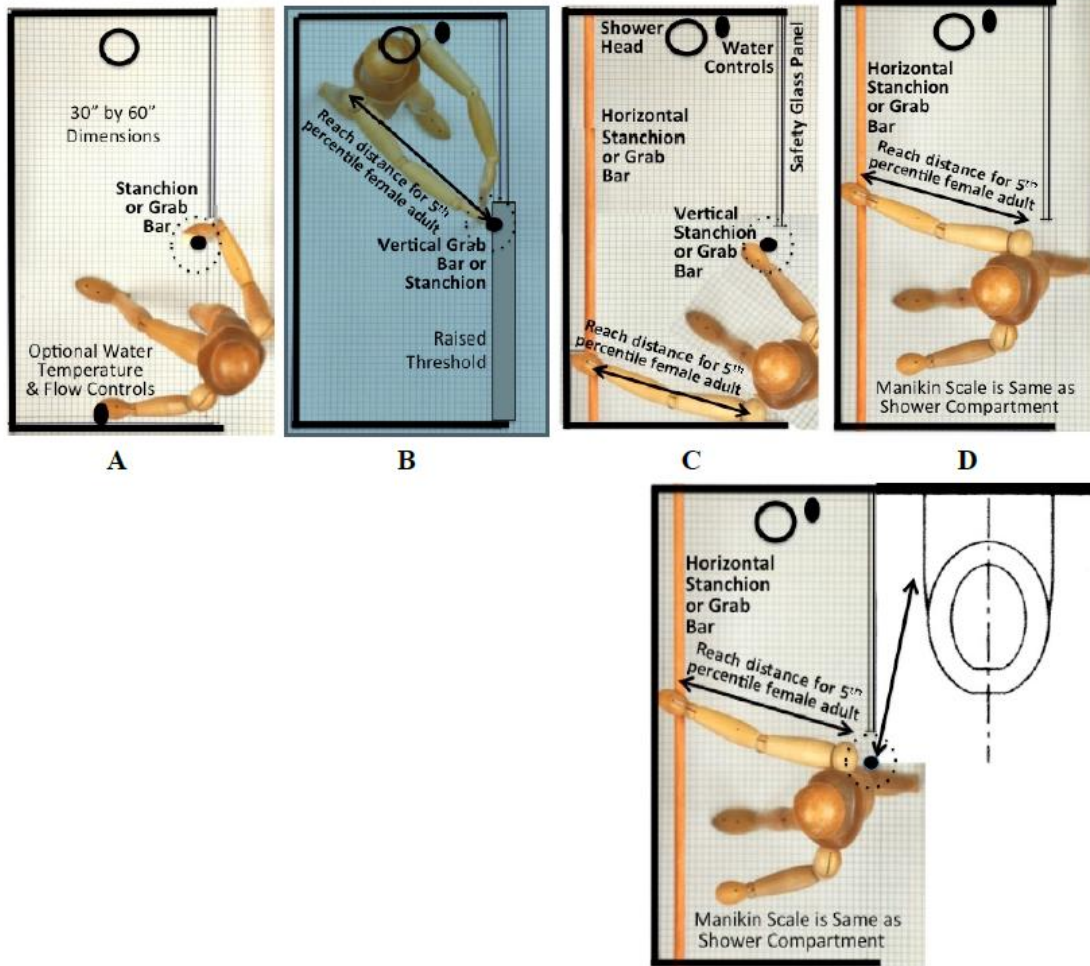 30” by 60”
Dimensions
Stanchion
or Grab
Bar
Optional Water
Temperature
& Flow Controls
A
Reach distance for 5th
percentile female adult
Vertical Grab
Bar or
Stanchion
Raised
Threshold
B
Shower
Head
Water
Controls
Safety Glass Panel
Horizontal
Stanchion
or Grab
Bar
Vertical
Stanchion
or Grab
Bar
Reach distance for 5th
percentile female adult
C
Horizontal
Stanchion
or Grab
Bar
Reach distance for 5th
percentile female adult
Manikin Scale is Same as
Shower Compartment
D
Horizontal
Stanchion
or Grab
Bar
Reach distance for 5th
percentile female adult
Manikin Scale is Same as
Shower Compartment